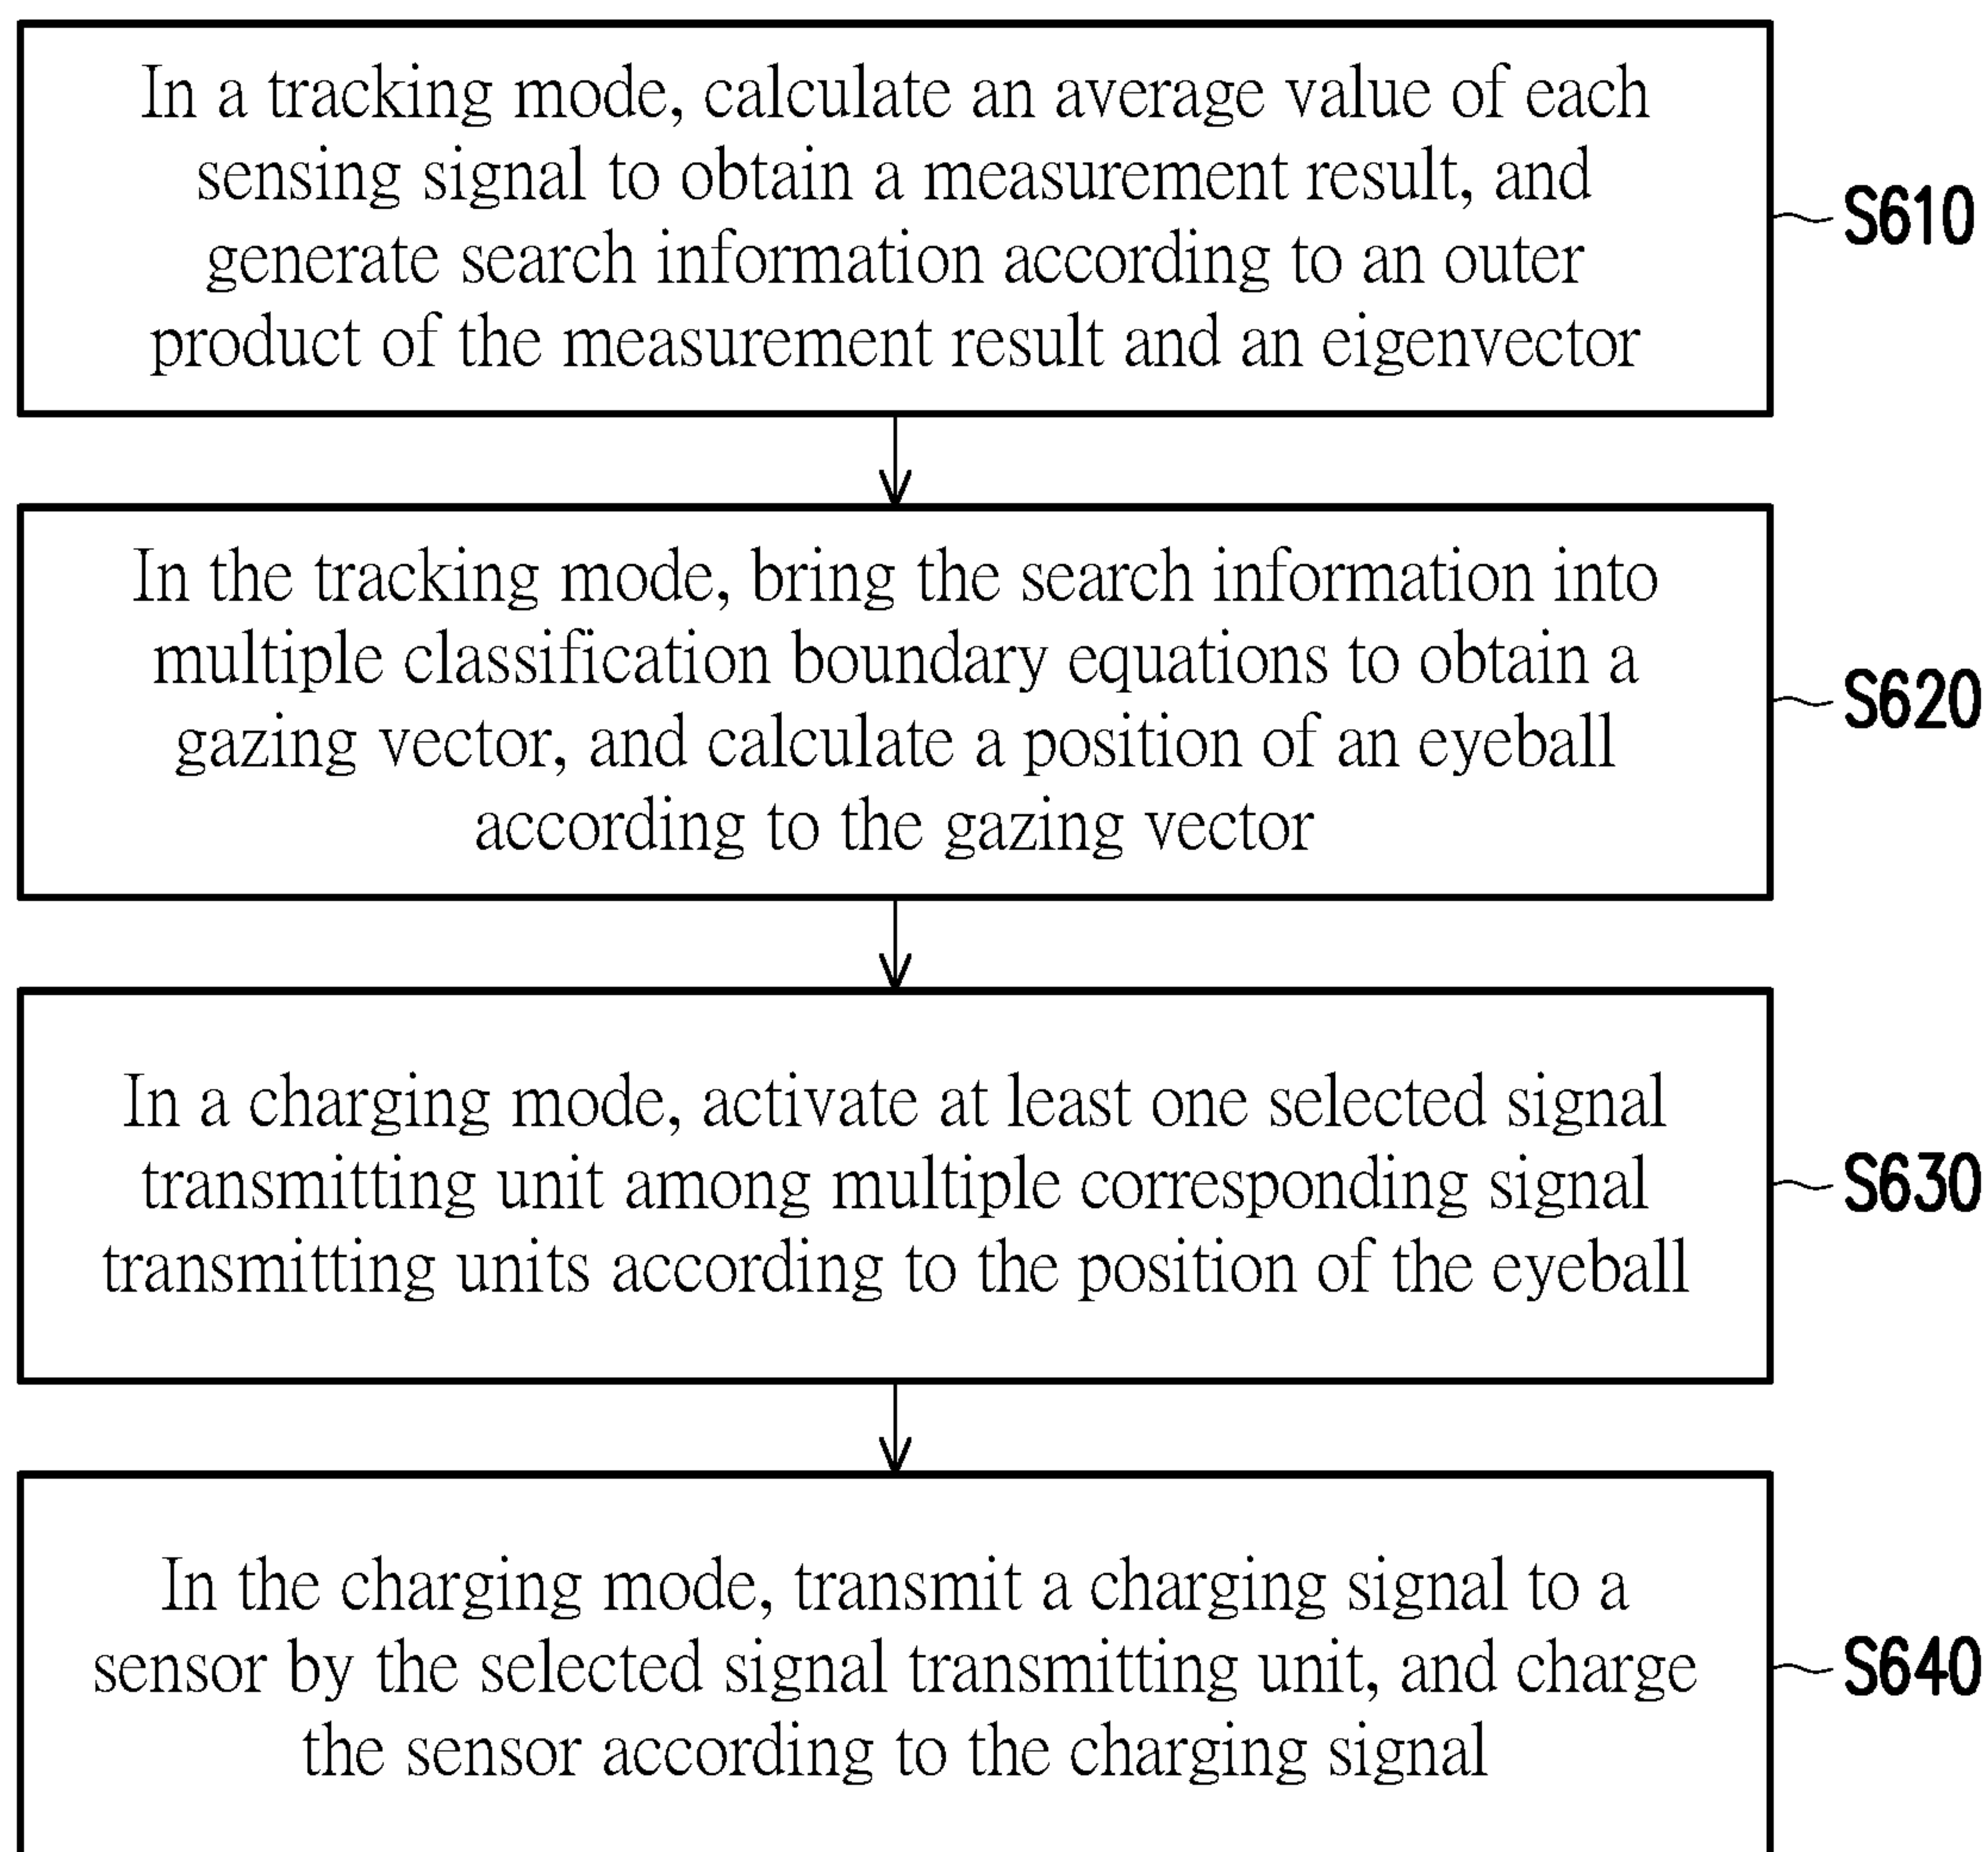 In a tracking mode, calculate an average value of each
sensing signal to obtain a measurement result, and
generate search information according to an outer
product of the measurement result and an eigenvector
S610
In the tracking mode, bring the search information into
multiple classification boundary equations to obtain a
gazing vector, and calculate a position of an eyeball
according to the gazing vector
S620
In a charging mode, activate at least one selected signal
transmitting unit among multiple corresponding signal
transmitting units according to the position of the eyeball
S630
In the charging mode, transmit a charging signal to a
sensor by the selected signal transmitting unit, and charge
the sensor according to the charging signal
S640